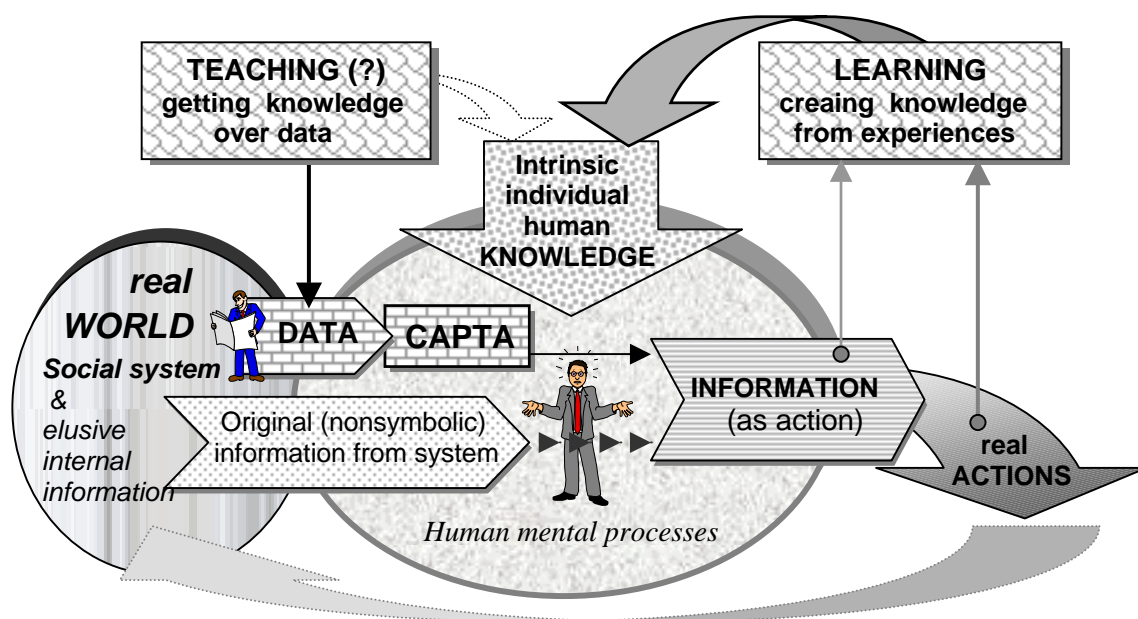 TEACHING (?)
getting knowledge
over data
LEARNING
creaing knowledge
from experiences
Intrinsic
individual
human
KNOWLEDGE
real
WORLD
Social system
&
elusive
internal
information
DATA
CAPTA
Original (nonsymbolic)
information from system
INFORMATION
(as action)
real
ACTIONS
Human mental processes